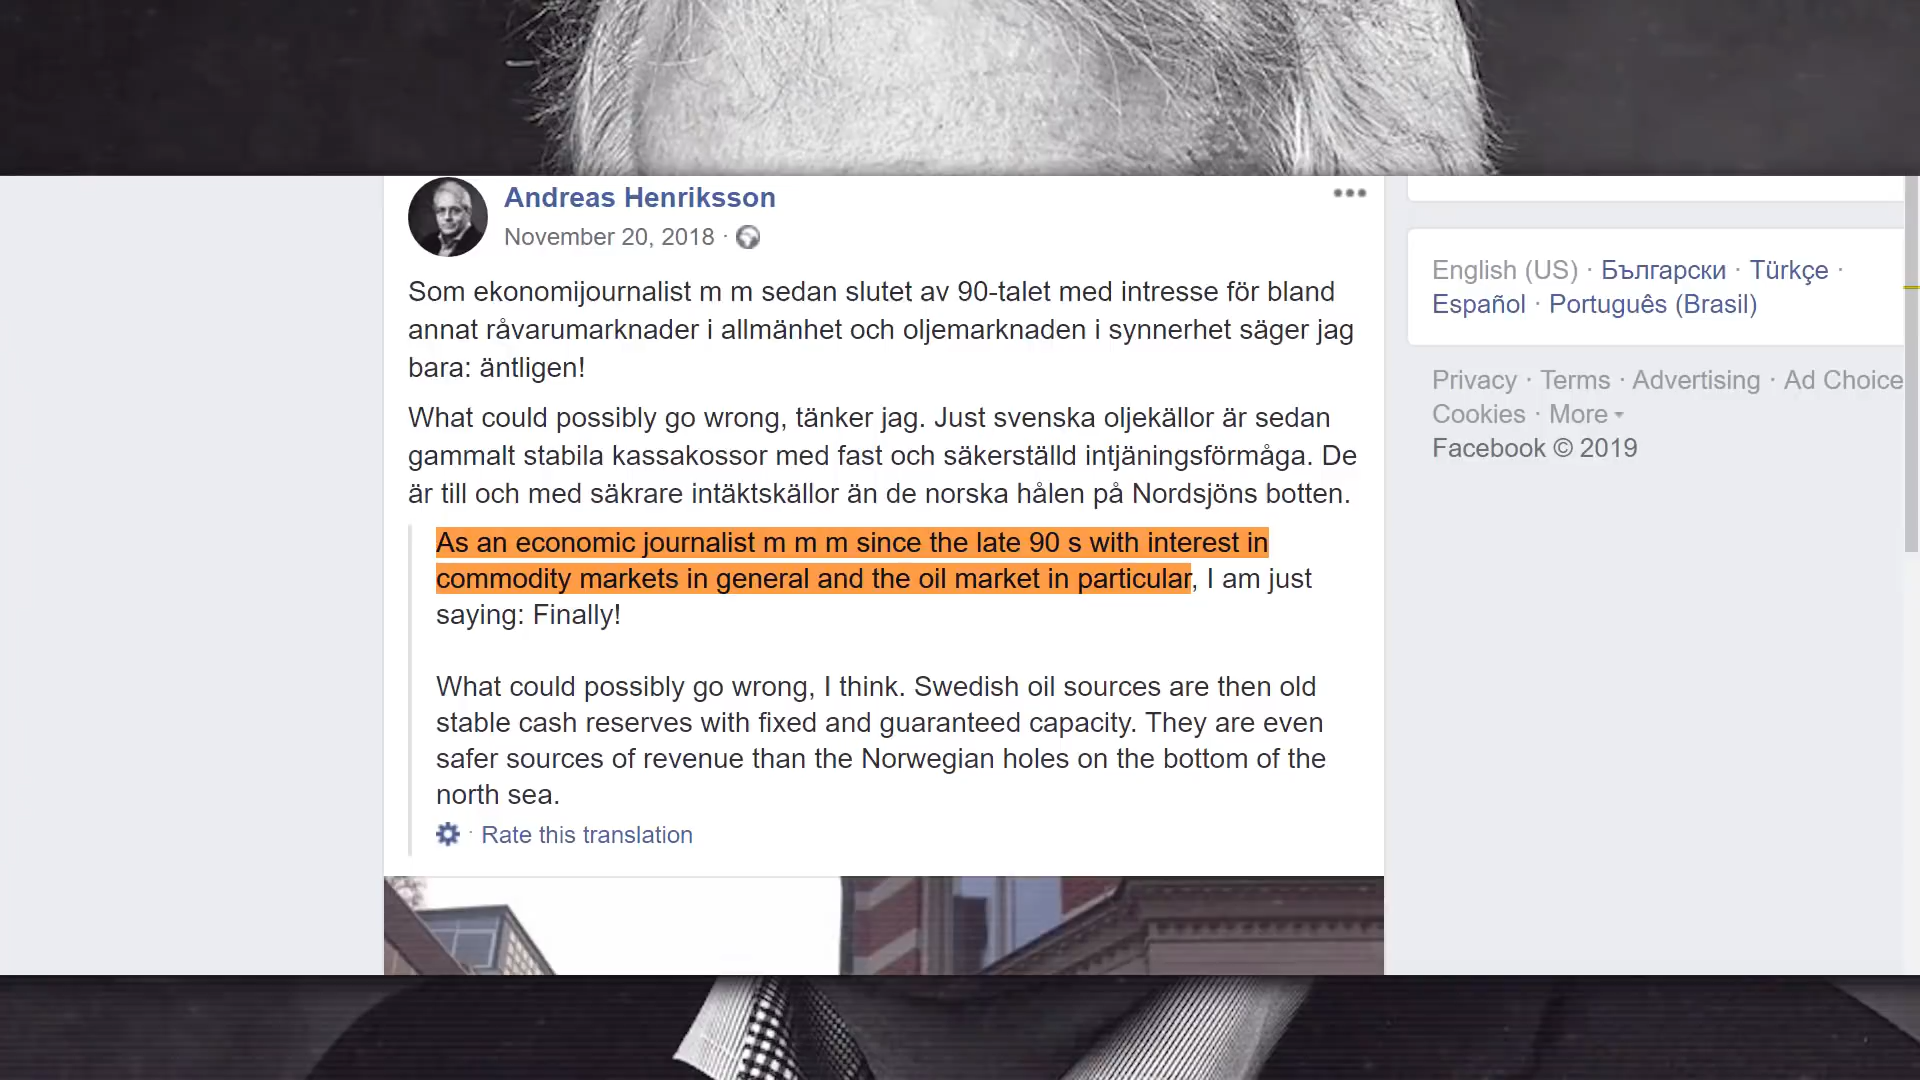 Andreas Henriksson
November 20, 2018 ·
Som ekonomijournalist m m sedan slutet av 90-talet med intresse för bland
annat råvarumarknader i allmänhet och oljemarknaden i synnerhet säger jag
bara: äntligen!
What could possibly go wrong, tänker jag. Just svenska oljekällor är sedan
gammalt stabila kassakossor med fast och säkerställd intjäningsförmåga. De
är till och med säkrare intäktskällor än de norska hålen på Nordsjöns botten.
As an economic journalist m m m since the late 90 s with interest in
commodity markets in general and the oil market in particular, I am just
saying: Finally!
What could possibly go wrong, I think. Swedish oil sources are then old
stable cash reserves with fixed and guaranteed capacity. They are even
safer sources of revenue than the Norwegian holes on the bottom of the
north sea.
· Rate this translation
English (US) · Български · Türkçe ·
Español · Português (Brasil)
Privacy · Terms · Advertising · Ad Choice
Cookies · More
Facebook © 2019